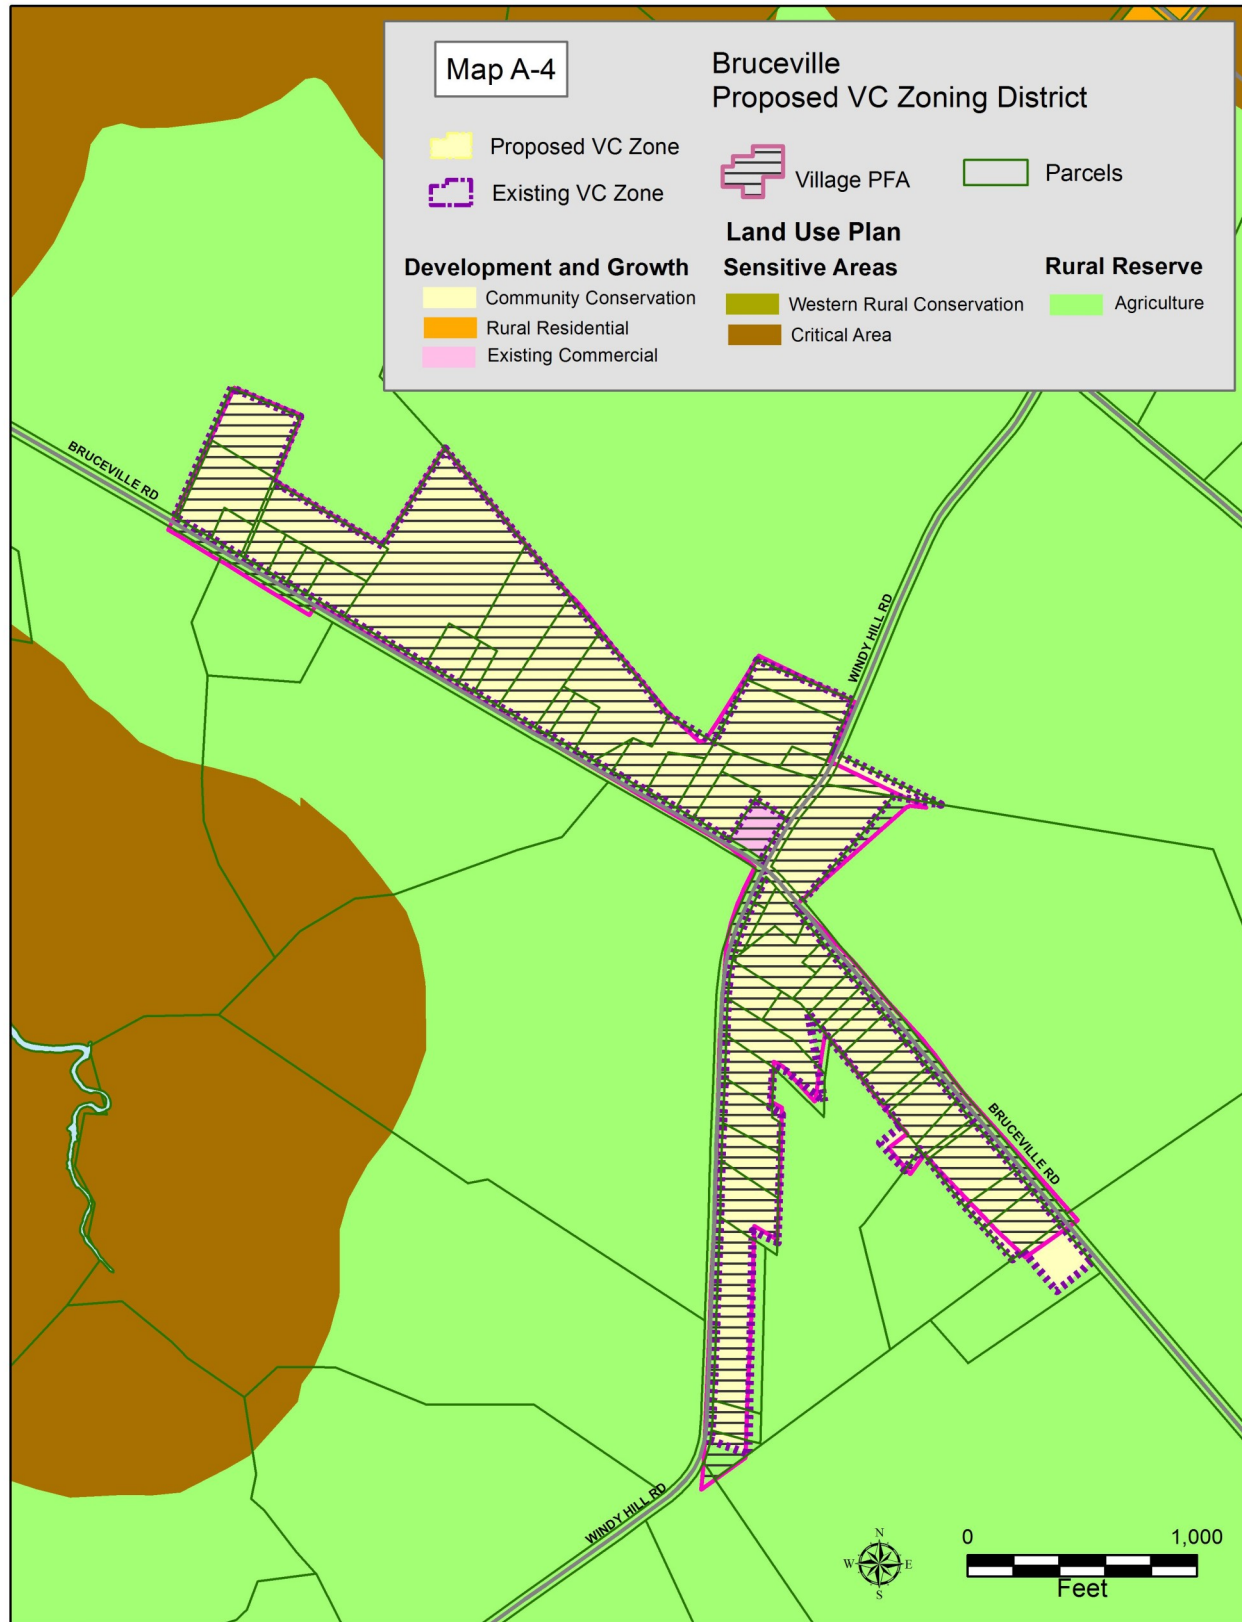 Map A-4
Bruceville
Proposed VC Zoning District
Proposed VC Zone
Existing VC Zone
Village PFA
Parcels
Land Use Plan
Development and Growth
Community Conservation
Rural Residential
Existing Commercial
Sensitive Areas
Western Rural Conservation
Critical Area
Rural Reserve
Agriculture
BRUCEVILLE RD
WINDY HILL RD
BRUCEVILLE RD
WINDY HILL RD
N
W E
S
0 1,000
Feet